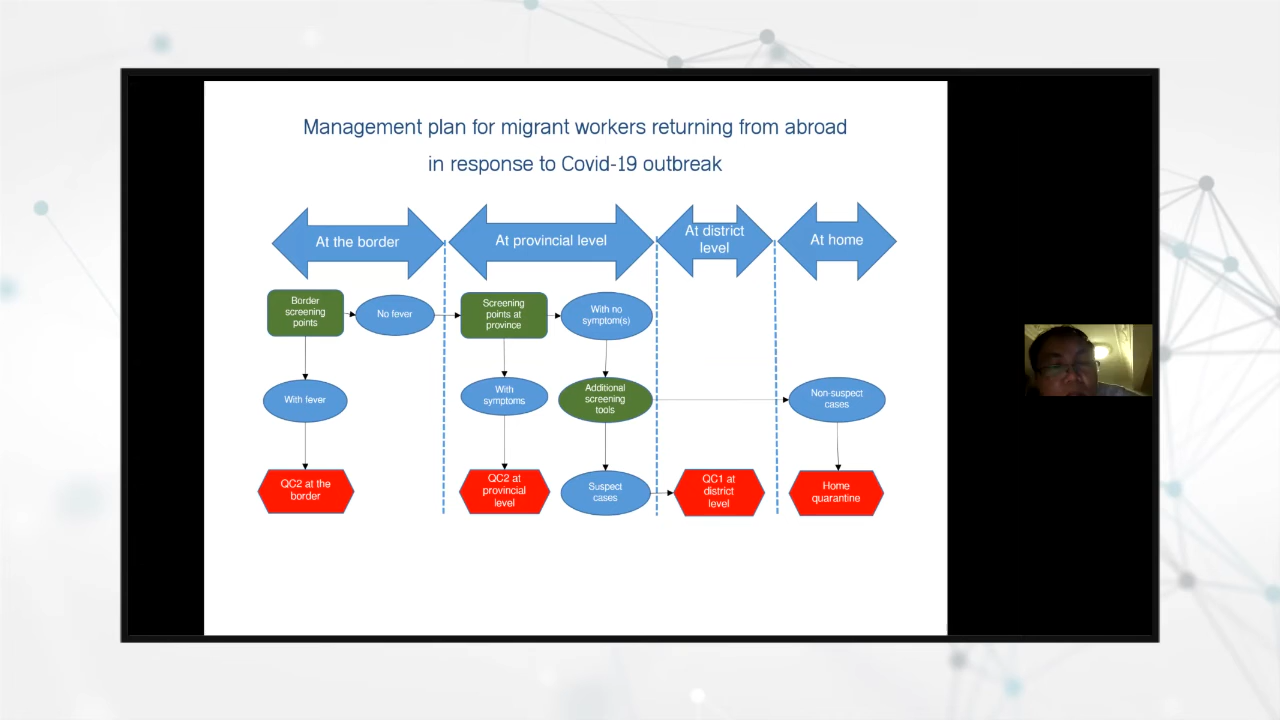 Management plan for migrant workers returning from abroad
in response to Covid-19 outbreak
At the border
At provincial level
At district
level
At home
Border
screening
points
No fever
Screening
points at
province
With no
symptom(s)
With fever
With
symptoms
Additional
screening
tools
Non-suspect
cases
QC2 at the
border
QC2 at
provincial
level
Suspect
cases
QC1 at
district
level
Home
quarantine